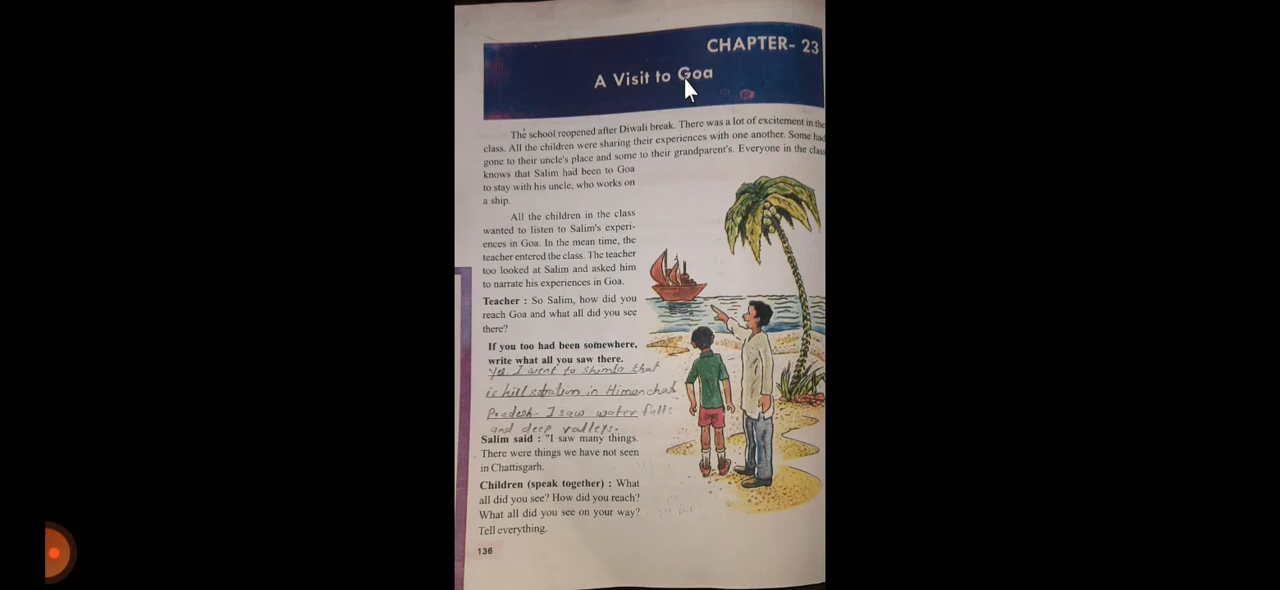 CHAPTER- 23
A Visit to Goa
The school reopened after Diwali break. There was a lot of excitement in the
class. All the children were sharing their experiences with one another. Some had
gone to their uncle's place and some to their grandparent's. Everyone in the class
knows that Salim had been to Goa
to stay with his uncle, who works on
a ship.
All the children in the class
wanted to listen to Salim's experi-
ences in Goa. In the mean time, the
teacher entered the class. The teacher
too looked at Salim and asked him
to narrate his experiences in Goa.
Teacher : So Salim, how did you
reach Goa and what all did you see
there?
If you too had been somewhere,
write what all you saw there.
Yes. I went to Shimla that
is hill station in Himanchad
Pradesh. I saw water falls
and deep valleys.
Salim said : "I saw many things.
There were things we have not seen
in Chattisgarh.
Children (speak together) : What
all did you see? How did you reach?
What all did you see on your way?
Tell everything.
136